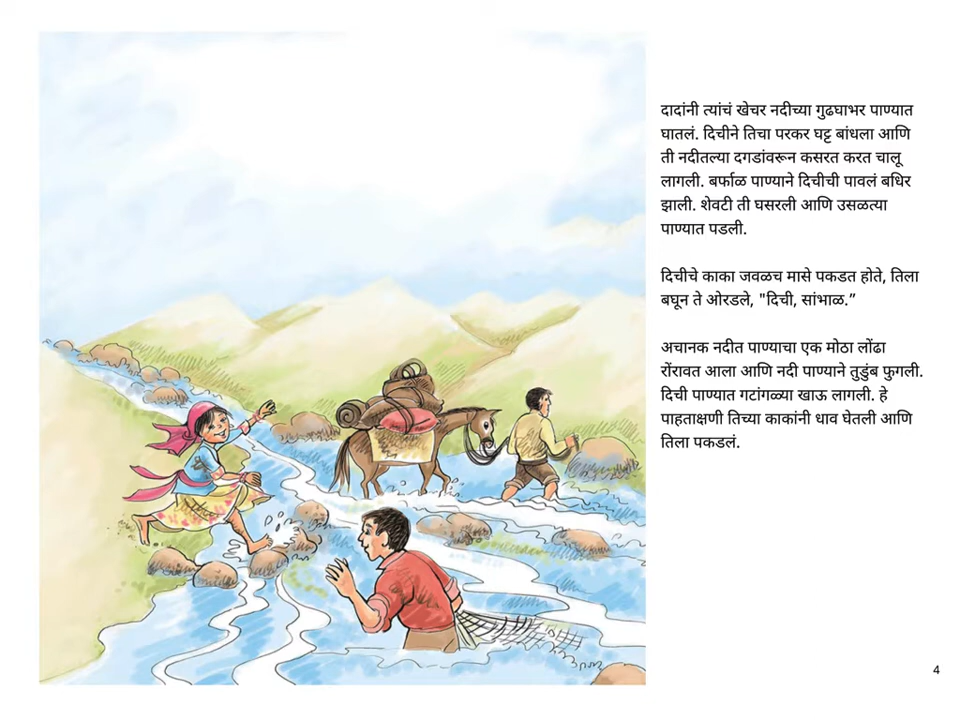 दादांनी त्यांचं खेचर नदीच्या गुढघाभर पाण्यात
घातलं. दिचीने तिचा परकर घट्ट बांधला आणि
ती नदीतल्या दगडांवरून कसरत करत चालू
लागली. बर्फाळ पाण्याने दिचीची पावलं बधिर
झाली. शेवटी ती घसरली आणि उसळत्या
पाण्यात पडली.
दिचीचे काका जवळच मासे पकडत होते, तिला
बघून ते ओरडले, "दिची, सांभाळ.”
अचानक नदीत पाण्याचा एक मोठा लोंढा
रोंरावत आला आणि नदी पाण्याने तुडुंब फुगली.
दिची पाण्यात गटांगळ्या खाऊ लागली. हे
पाहताक्षणी तिच्या काकांनी धाव घेतली आणि
तिला पकडलं.
4